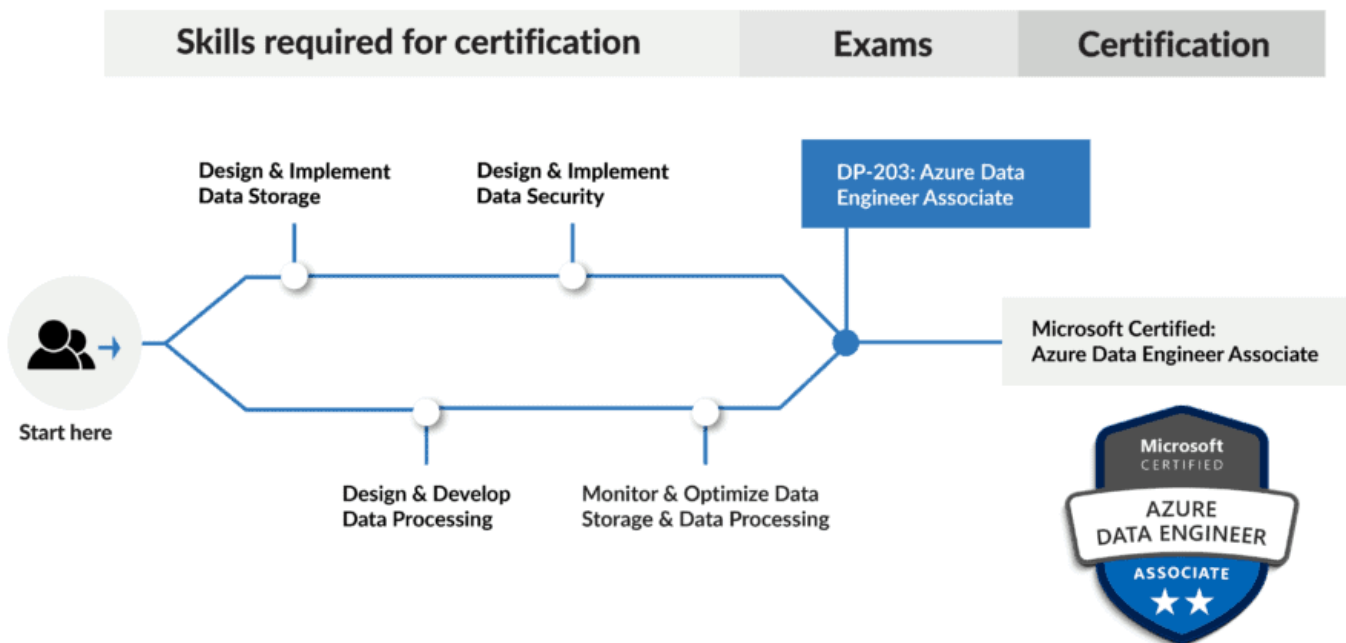 Skills required for certification
Exams
Certification
Design & Implement
Data Storage
Design & Implement
Data Security
DP-203: Azure Data
Engineer Associate
Start here
Microsoft Certified:
Azure Data Engineer Associate
Design & Develop
Data Processing
Monitor & Optimize Data
Storage & Data Processing
Microsoft
CERTIFIED
AZURE
DATA ENGINEER
ASSOCIATE